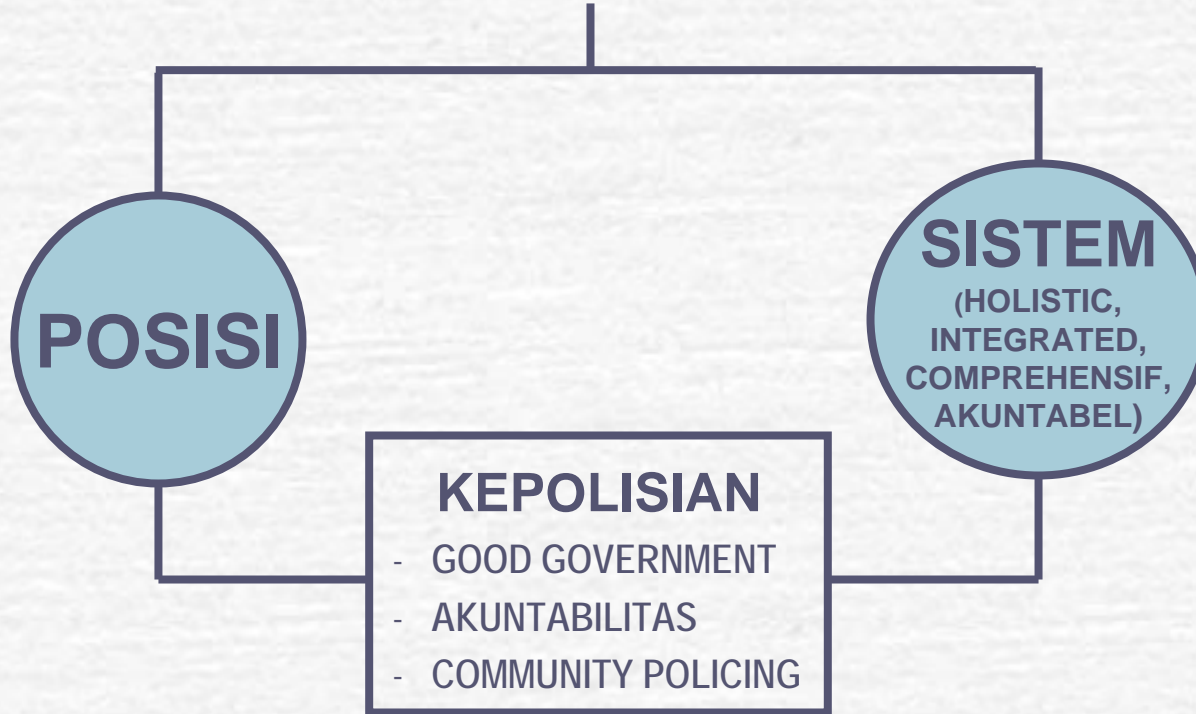 POSISI
SISTEM
(HOLISTIC,
INTEGRATED,
COMPREHENSIF,
AKUNTABEL)
KEPOLISIAN
- GOOD GOVERNMENT
- AKUNTABILITAS
- COMMUNITY POLICING